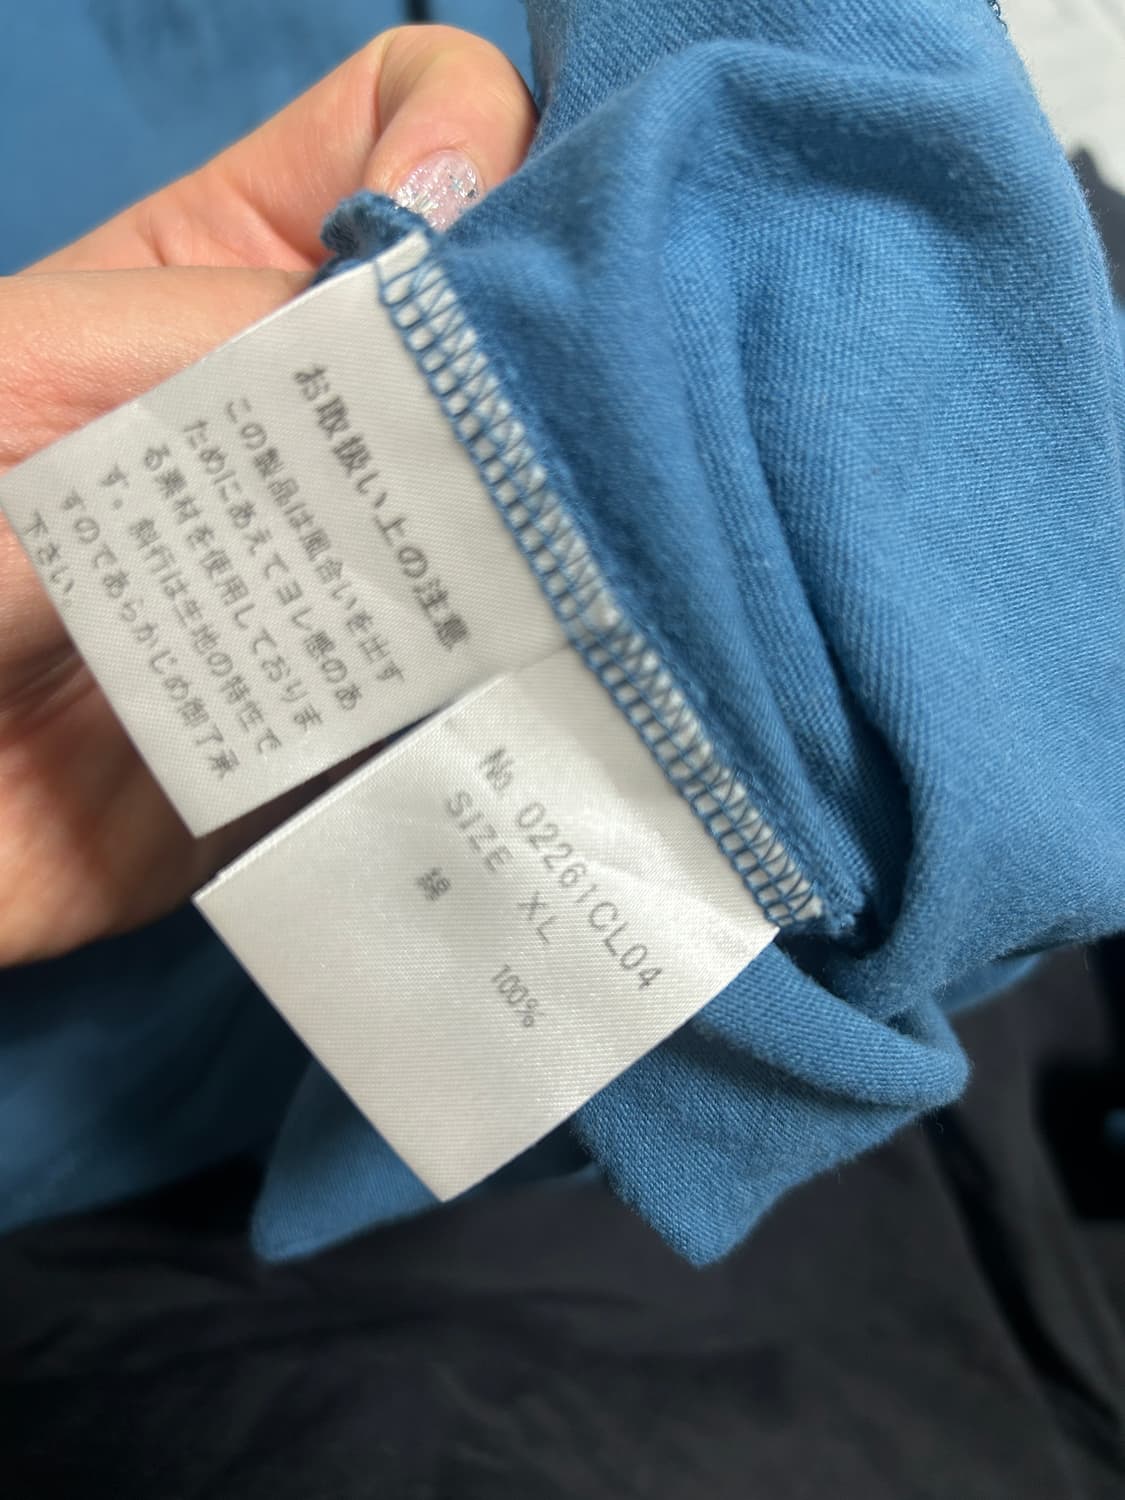 お取扱い上の注意
この製品は風合いを出す
ためにあえてヨレ感のあ
る素材を使用しておりま
す。斜行は生地の特性で
すのであらかじめ御了承
下さい。
No. 02261CL04
SIZE XL
綿 100%